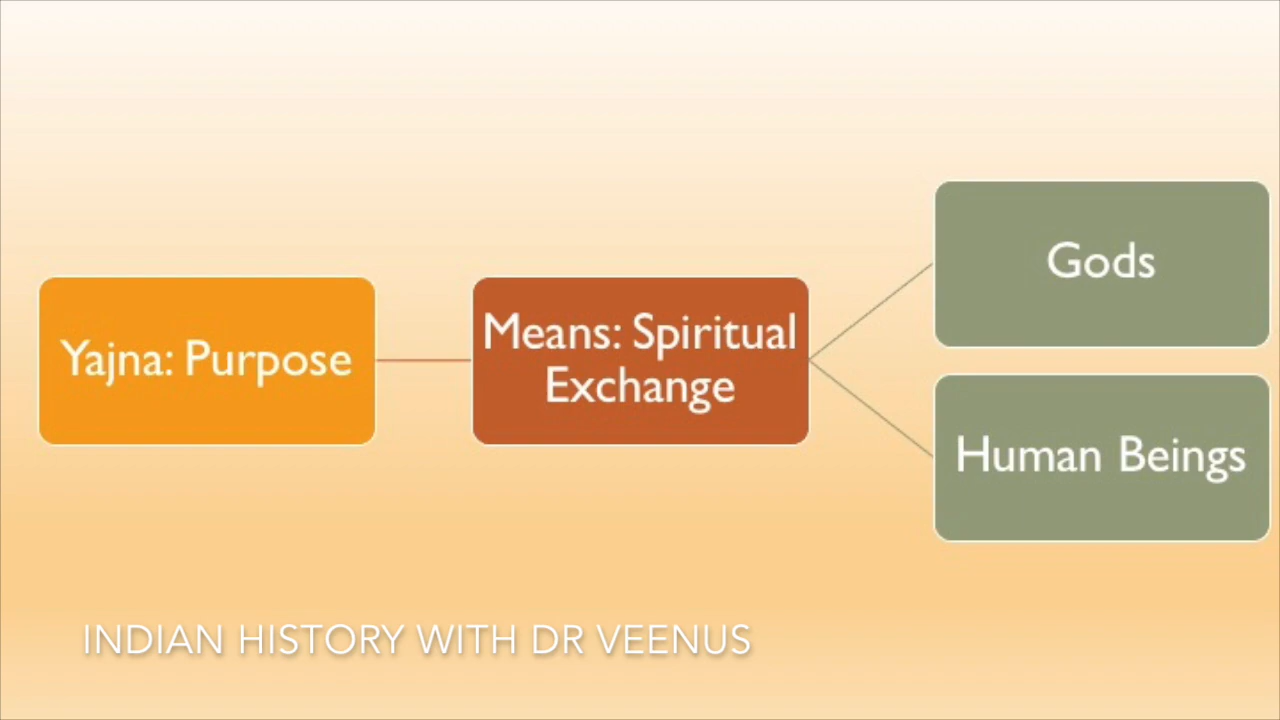 Yajna: Purpose
Means: Spiritual
Exchange
Gods
Human Beings
INDIAN HISTORY WITH DR VEENUS